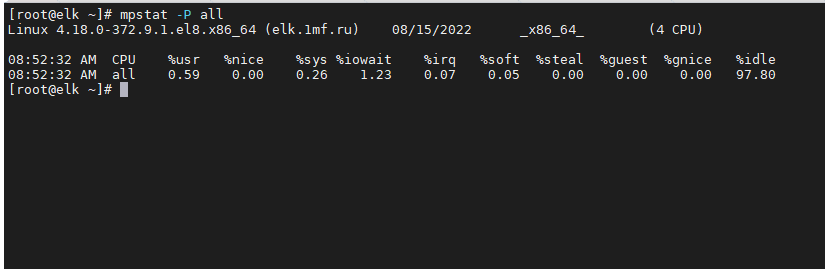 [root@elk ~]# mpstat -P all
Linux 4.18.0-372.9.1.el8.x86_64 (elk.1mf.ru)    08/15/2022      _x86_64_        (4 CPU)
08:52:32 AM  CPU    %usr   %nice    %sys %iowait    %irq   %soft  %steal  %guest  %gnice   %idle
08:52:32 AM  all    0.59    0.00    0.26    1.23    0.07    0.05    0.00    0.00    0.00   97.80
[root@elk ~]#